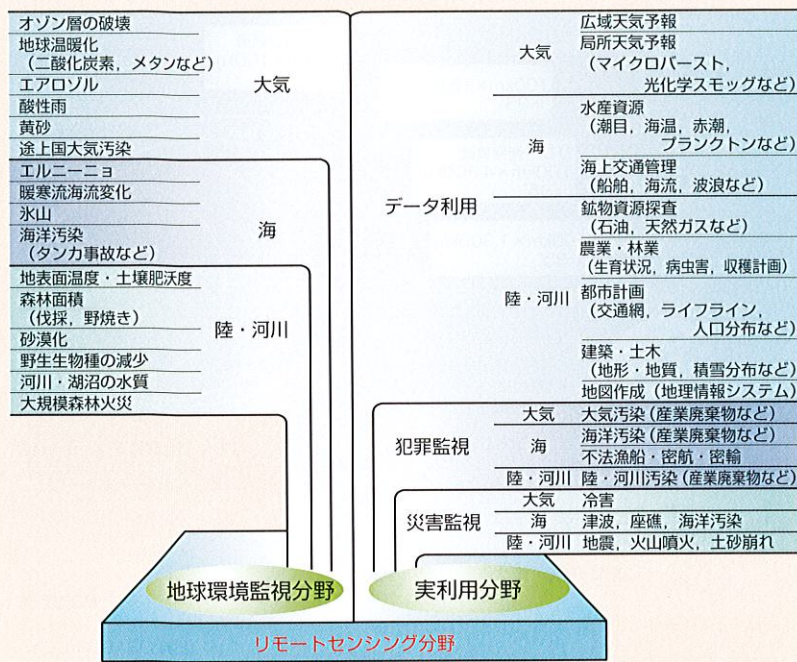 オゾン層の破壊
地球温暖化
（二酸化炭素，メタンなど）
エアロゾル
酸性雨
黄砂
途上国大気汚染
大気
エルニーニョ
暖寒流海流変化
氷山
海洋汚染
（タンカ事故など）
海
地表面温度・土壌肥沃度
森林面積
（伐採，野焼き）
砂漠化
野生生物種の減少
河川・湖沼の水質
大規模森林火災
陸・河川
地球環境監視分野
データ利用
大気
広域天気予報
局所天気予報
（マイクロバースト，
光化学スモッグなど）
海
水産資源
（潮目，海温，赤潮，
プランクトンなど）
海上交通管理
（船舶，海流，波浪など）
陸・河川
鉱物資源探査
（石油，天然ガスなど）
農業・林業
（生育状況，病虫害，収穫計画）
都市計画
（交通網，ライフライン，
人口分布など）
建築・土木
（地形・地質，積雪分布など）
地図作成（地理情報システム）
犯罪監視
大気 大気汚染（産業廃棄物など）
海 海洋汚染（産業廃棄物など）
不法漁船・密航・密輸
陸・河川 陸・河川汚染（産業廃棄物など）
災害監視
大気 冷害
海 津波，座礁，海洋汚染
陸・河川 地震，火山噴火，土砂崩れ
実利用分野
リモートセンシング分野